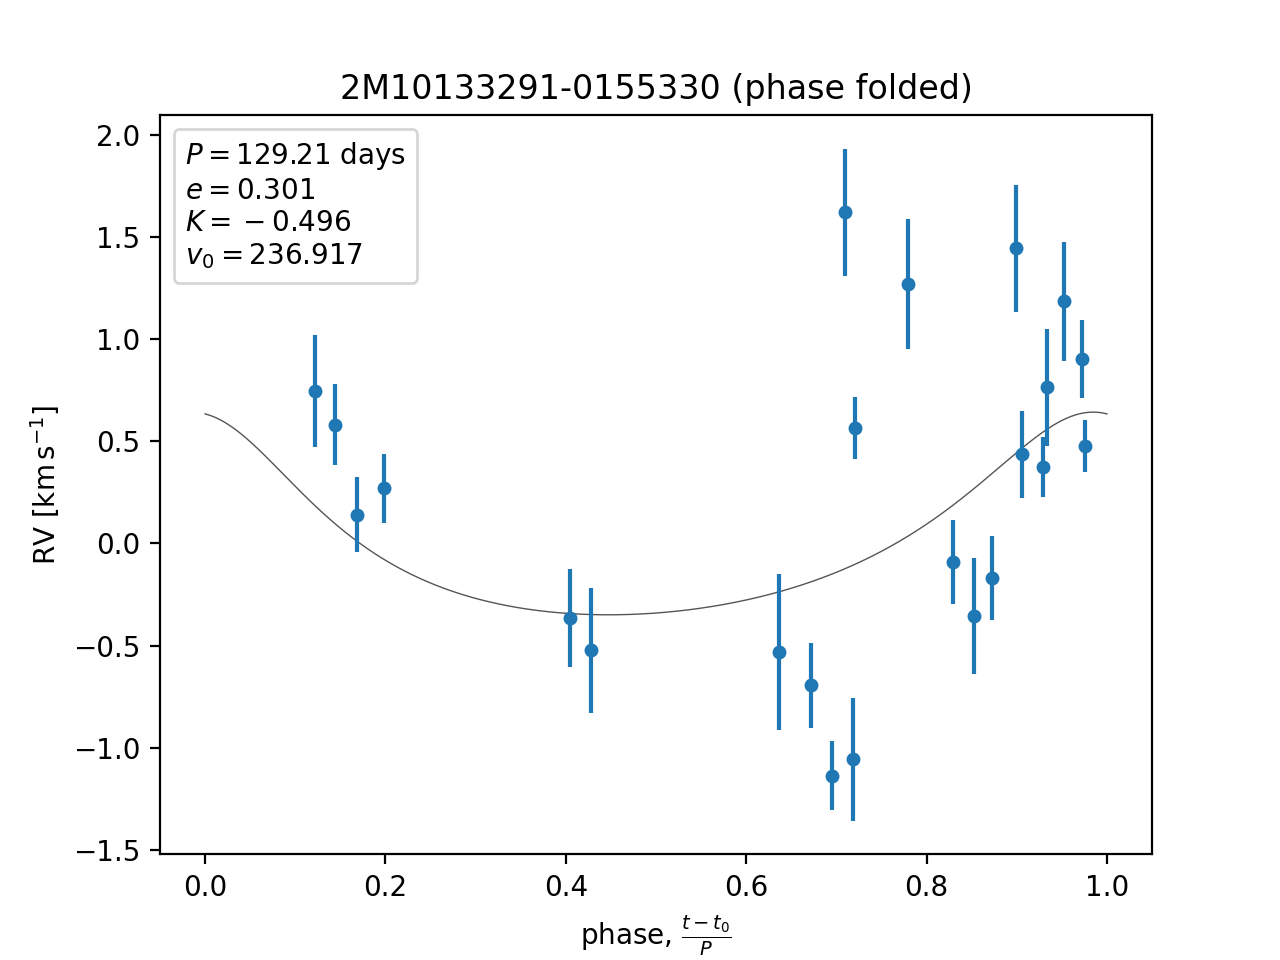 2M10133291-0155330 (phase folded)
P = 129.21 days
e = 0.301
K = −0.496
v₀ = 236.917
2.0
1.5
1.0
0.5
0.0
−0.5
−1.0
−1.5
RV [km s⁻¹]
0.0 0.2 0.4 0.6 0.8 1.0
phase, (t − t₀)/P